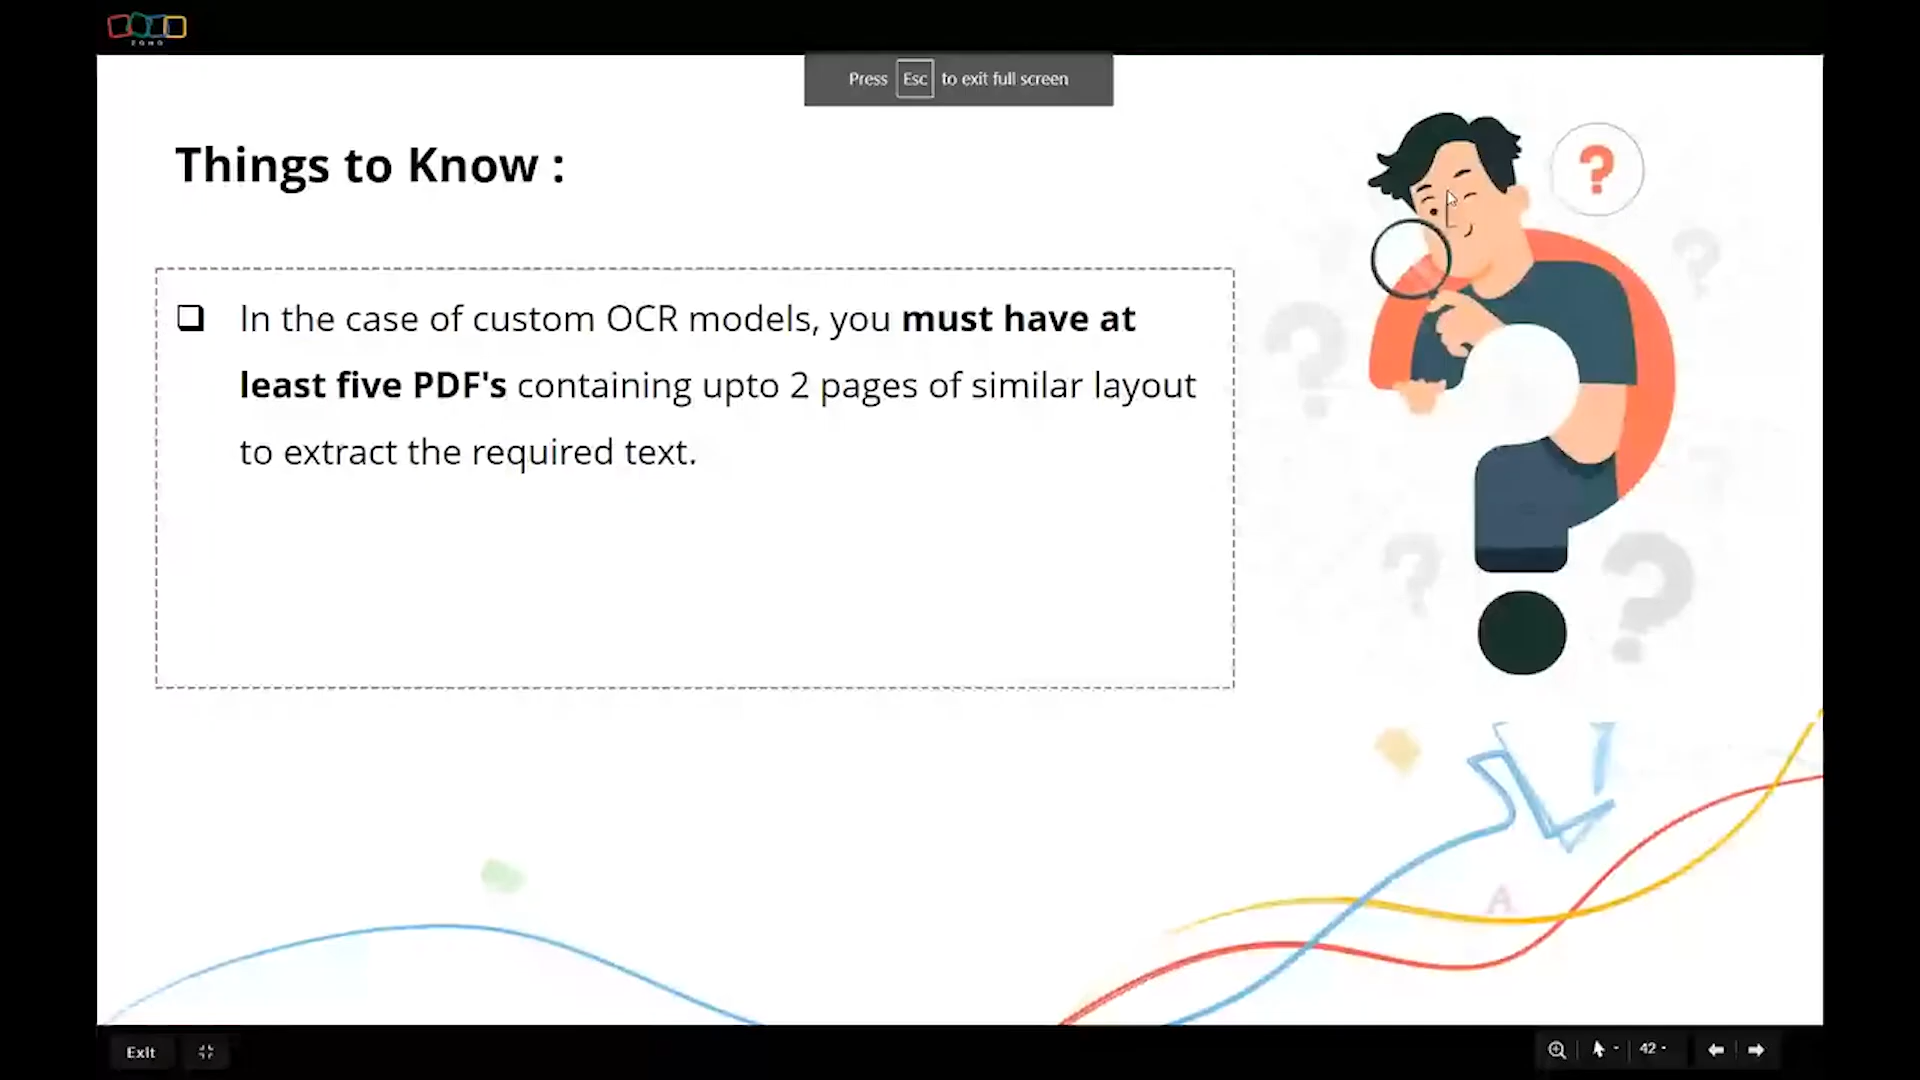 ZOHO
Press Esc to exit full screen
Things to Know :
?
In the case of custom OCR models, you must have at
least five PDF's containing upto 2 pages of similar layout
to extract the required text.
A
Exit
42